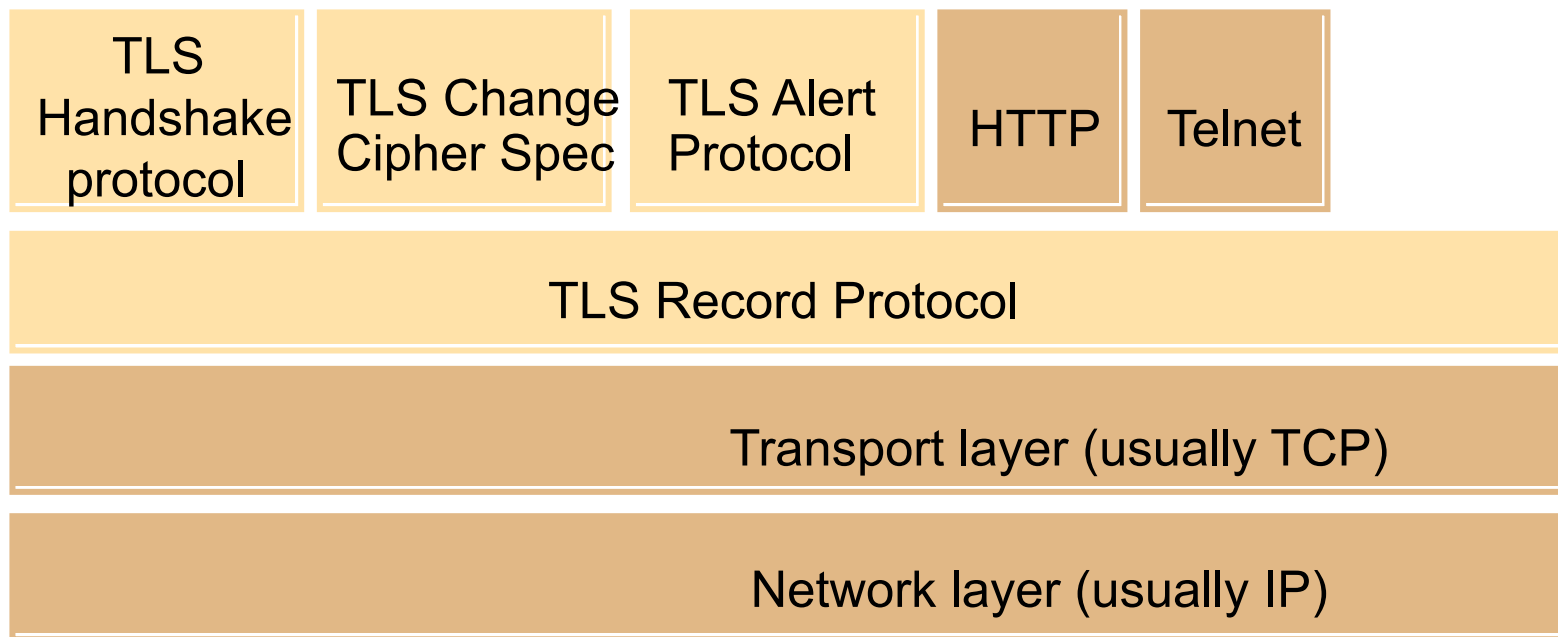 TLS
Handshake
protocol
TLS Change
Cipher Spec
TLS Alert
Protocol
HTTP
Telnet
TLS Record Protocol
Transport layer (usually TCP)
Network layer (usually IP)